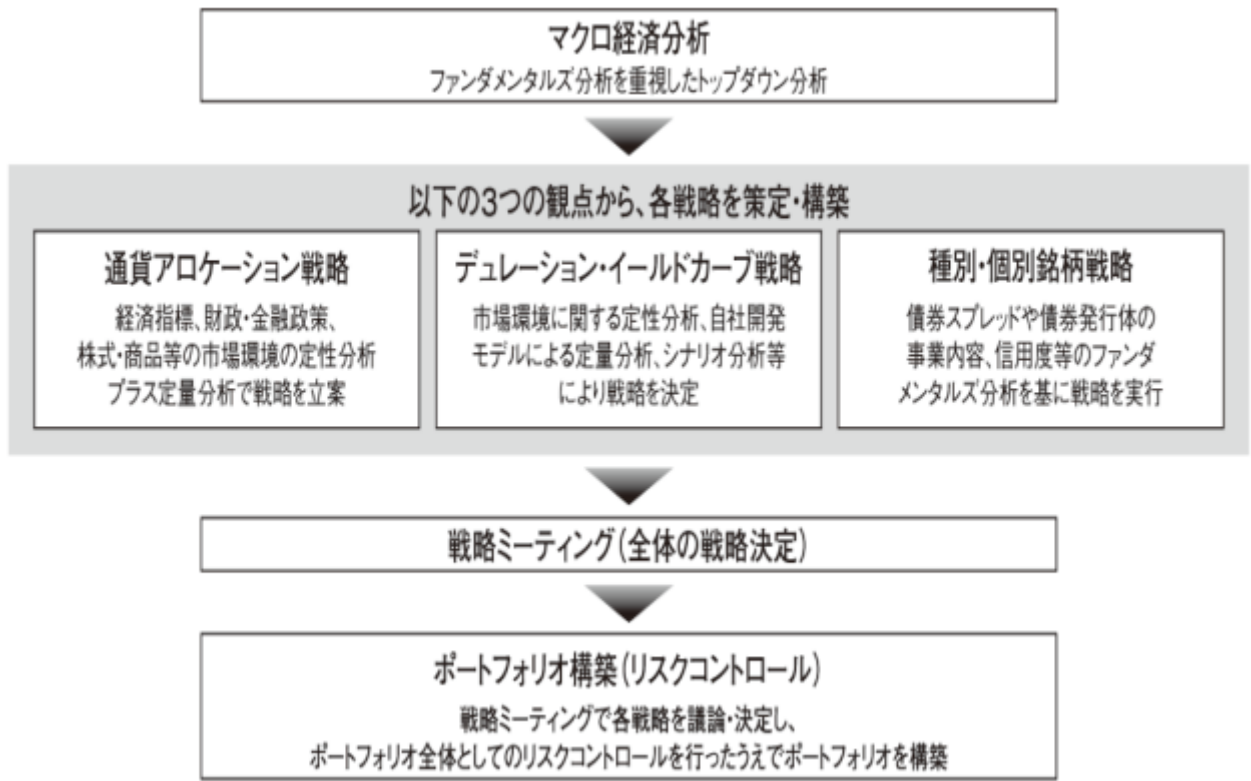 マクロ経済分析
ファンダメンタルズ分析を重視したトップダウン分析
以下の3つの観点から、各戦略を策定・構築
通貨アロケーション戦略
経済指標、財政・金融政策、
株式・商品等の市場環境の定性分析
プラス定量分析で戦略を立案
デュレーション・イールドカーブ戦略
市場環境に関する定性分析、自社開発
モデルによる定量分析、シナリオ分析等
により戦略を決定
種別・個別銘柄戦略
債券スプレッドや債券発行体の
事業内容、信用度等のファンダ
メンタルズ分析を基に戦略を実行
戦略ミーティング(全体の戦略決定)
ポートフォリオ構築(リスクコントロール)
戦略ミーティングで各戦略を議論・決定し、
ポートフォリオ全体としてのリスクコントロールを行ったうえでポートフォリオを構築